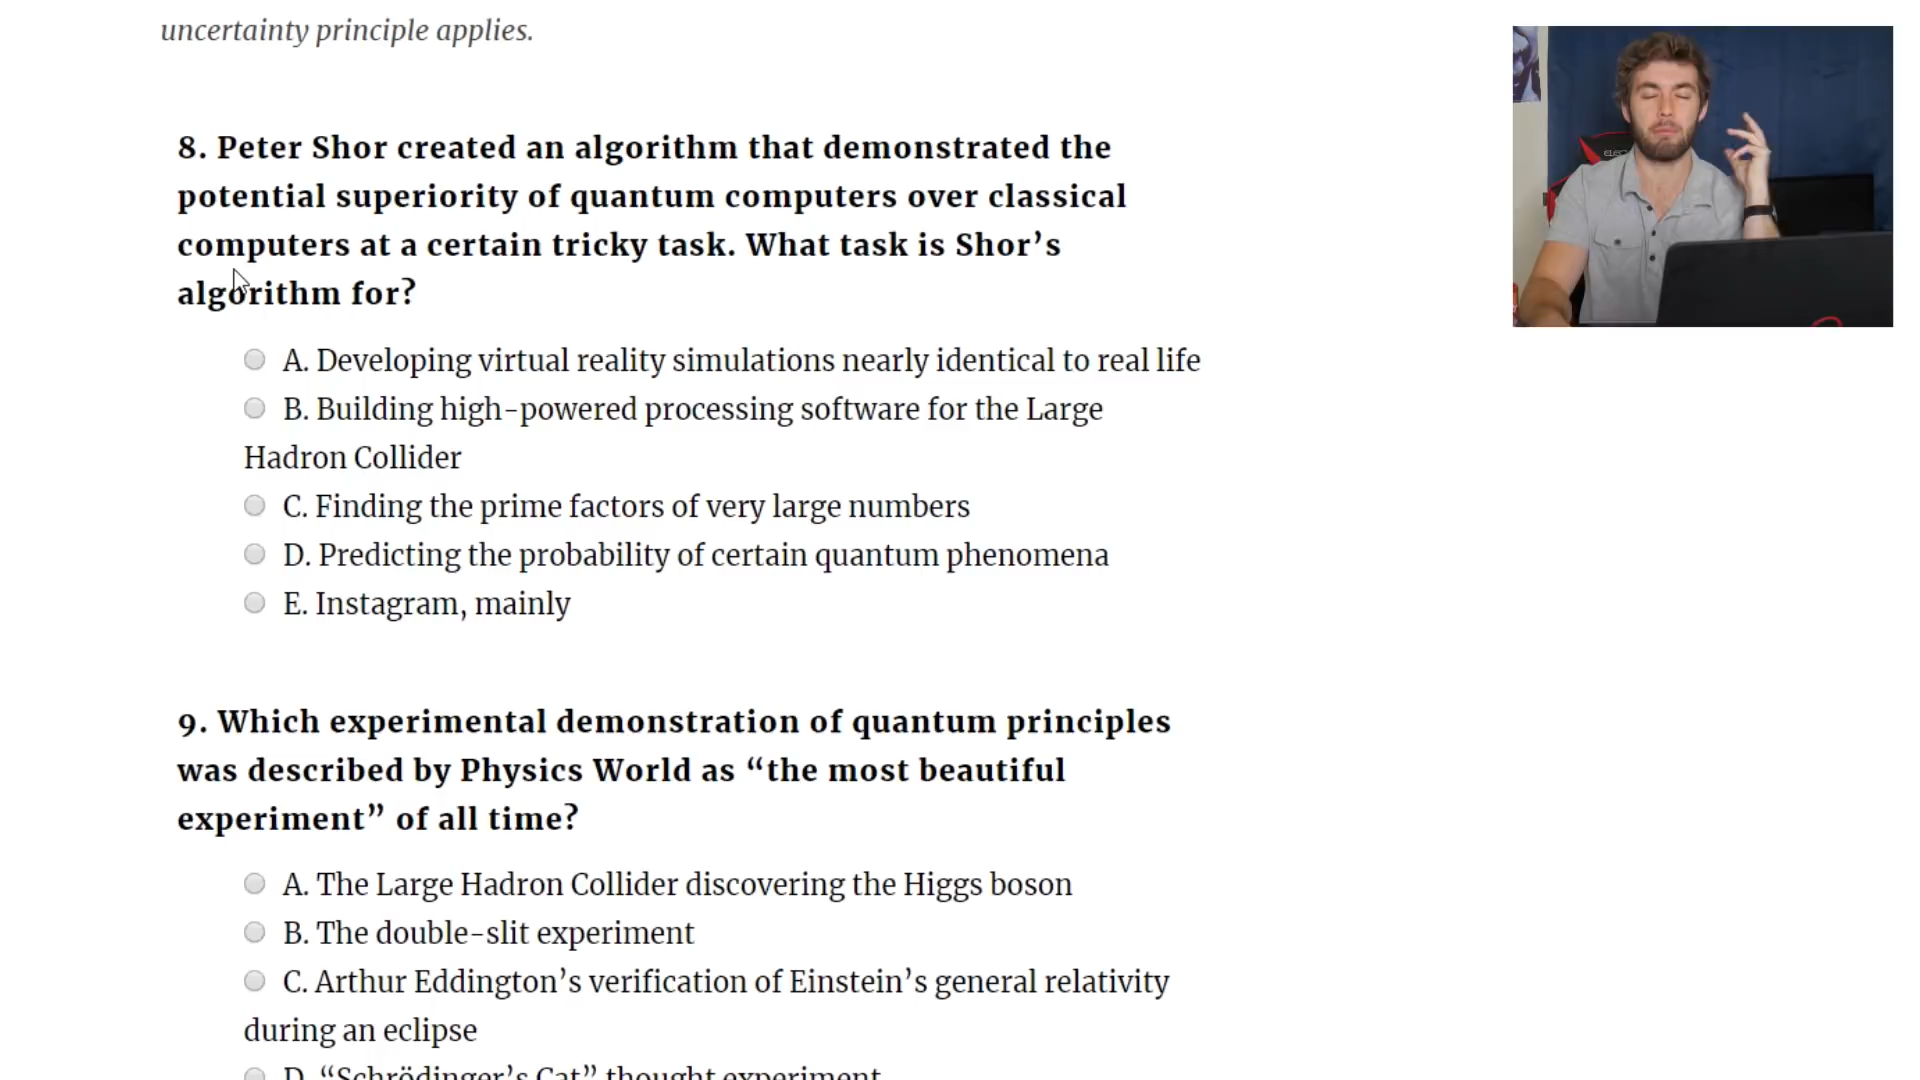 uncertainty principle applies.
8. Peter Shor created an algorithm that demonstrated the
potential superiority of quantum computers over classical
computers at a certain tricky task. What task is Shor’s
algorithm for?
A. Developing virtual reality simulations nearly identical to real life
B. Building high-powered processing software for the Large
Hadron Collider
C. Finding the prime factors of very large numbers
D. Predicting the probability of certain quantum phenomena
E. Instagram, mainly
9. Which experimental demonstration of quantum principles
was described by Physics World as “the most beautiful
experiment” of all time?
A. The Large Hadron Collider discovering the Higgs boson
B. The double-slit experiment
C. Arthur Eddington’s verification of Einstein’s general relativity
during an eclipse
D. “Schrödinger’s Cat” thought experiment